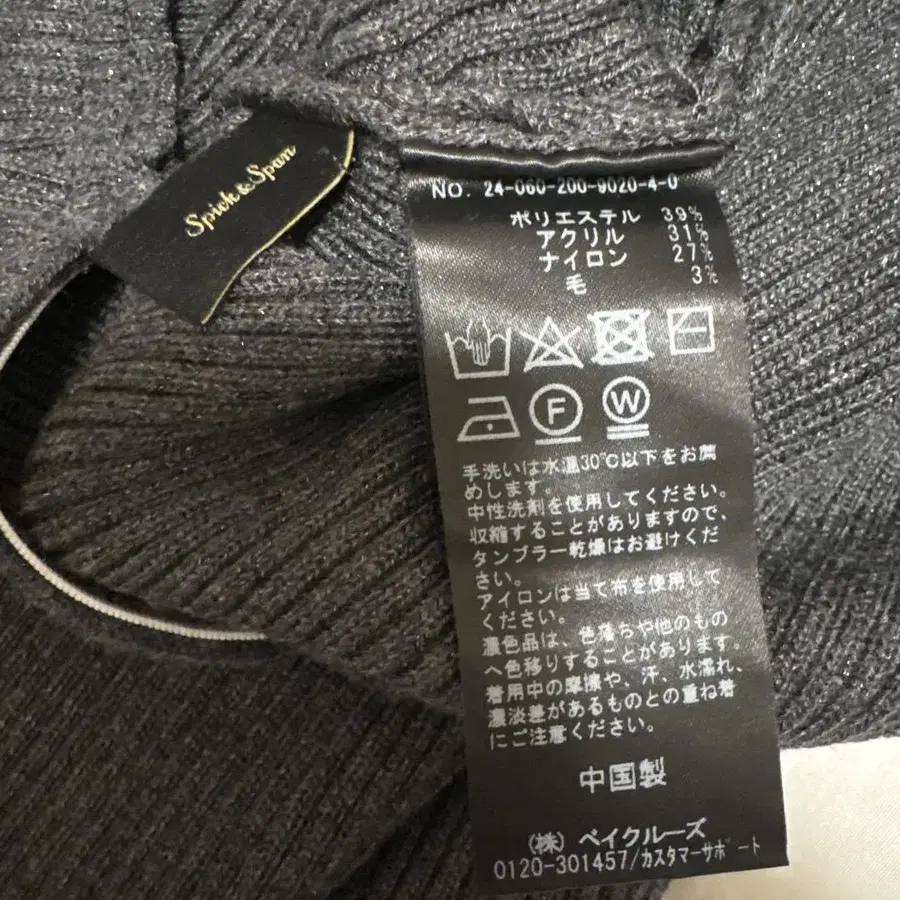 Spick & Span
NO. 24-060-200-9020-4-0
ポリエステル 39%
アクリル 31%
ナイロン 27%
毛 3%
F
W
手洗いは水温30℃以下をお薦
めします。
中性洗剤を使用してください。
収縮することがありますので、
タンブラー乾燥はお避けくだ
さい。
アイロンは当て布を使用して
ください。
濃色品は、色落ちや他のもの
へ色移りすることがあります。
着用中の摩擦や、汗、水濡れ、
濃淡差があるものとの重ね着
にご注意ください。
中国製
(株) ベイクルーズ
0120-301457/カスタマーサポート